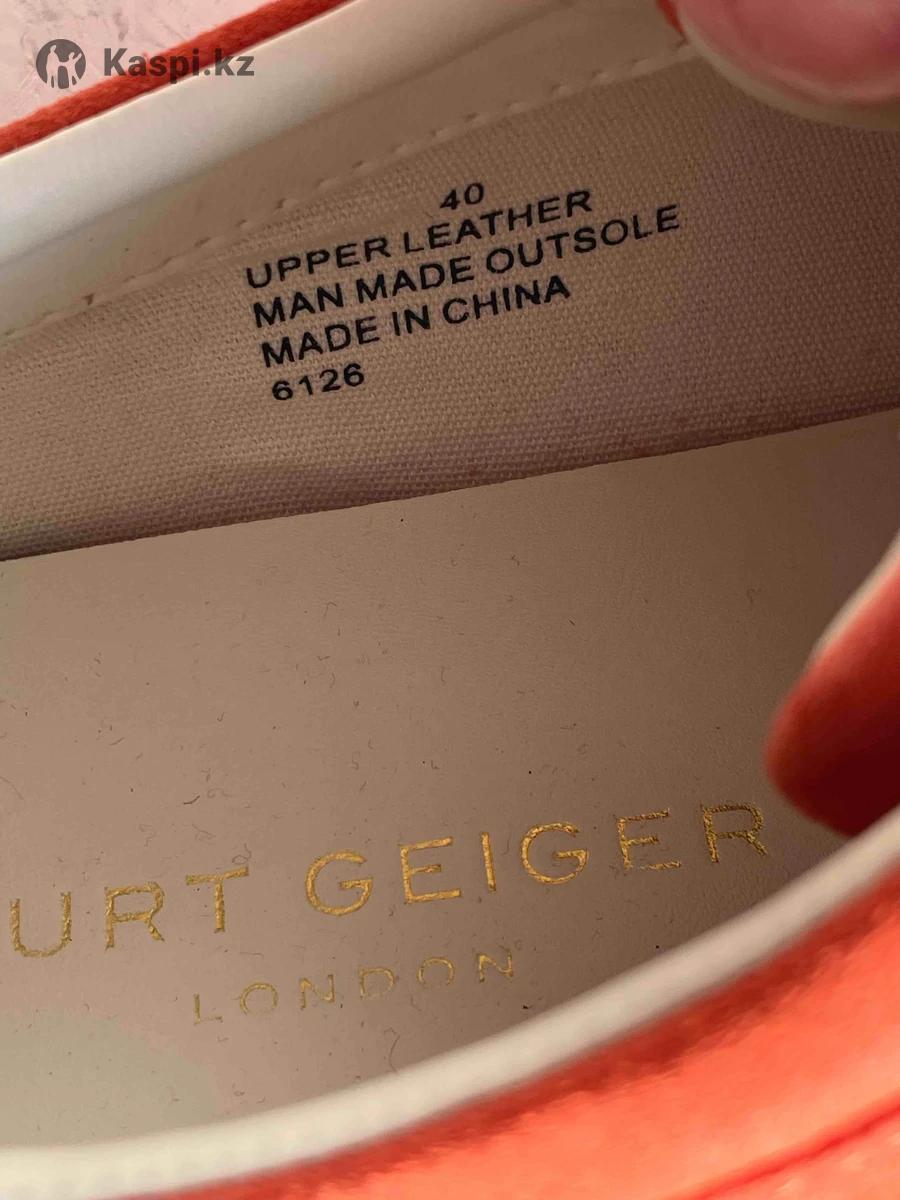 Kaspi.kz
40
UPPER LEATHER
MAN MADE OUTSOLE
MADE IN CHINA
6126
URT GEIGER
LONDON